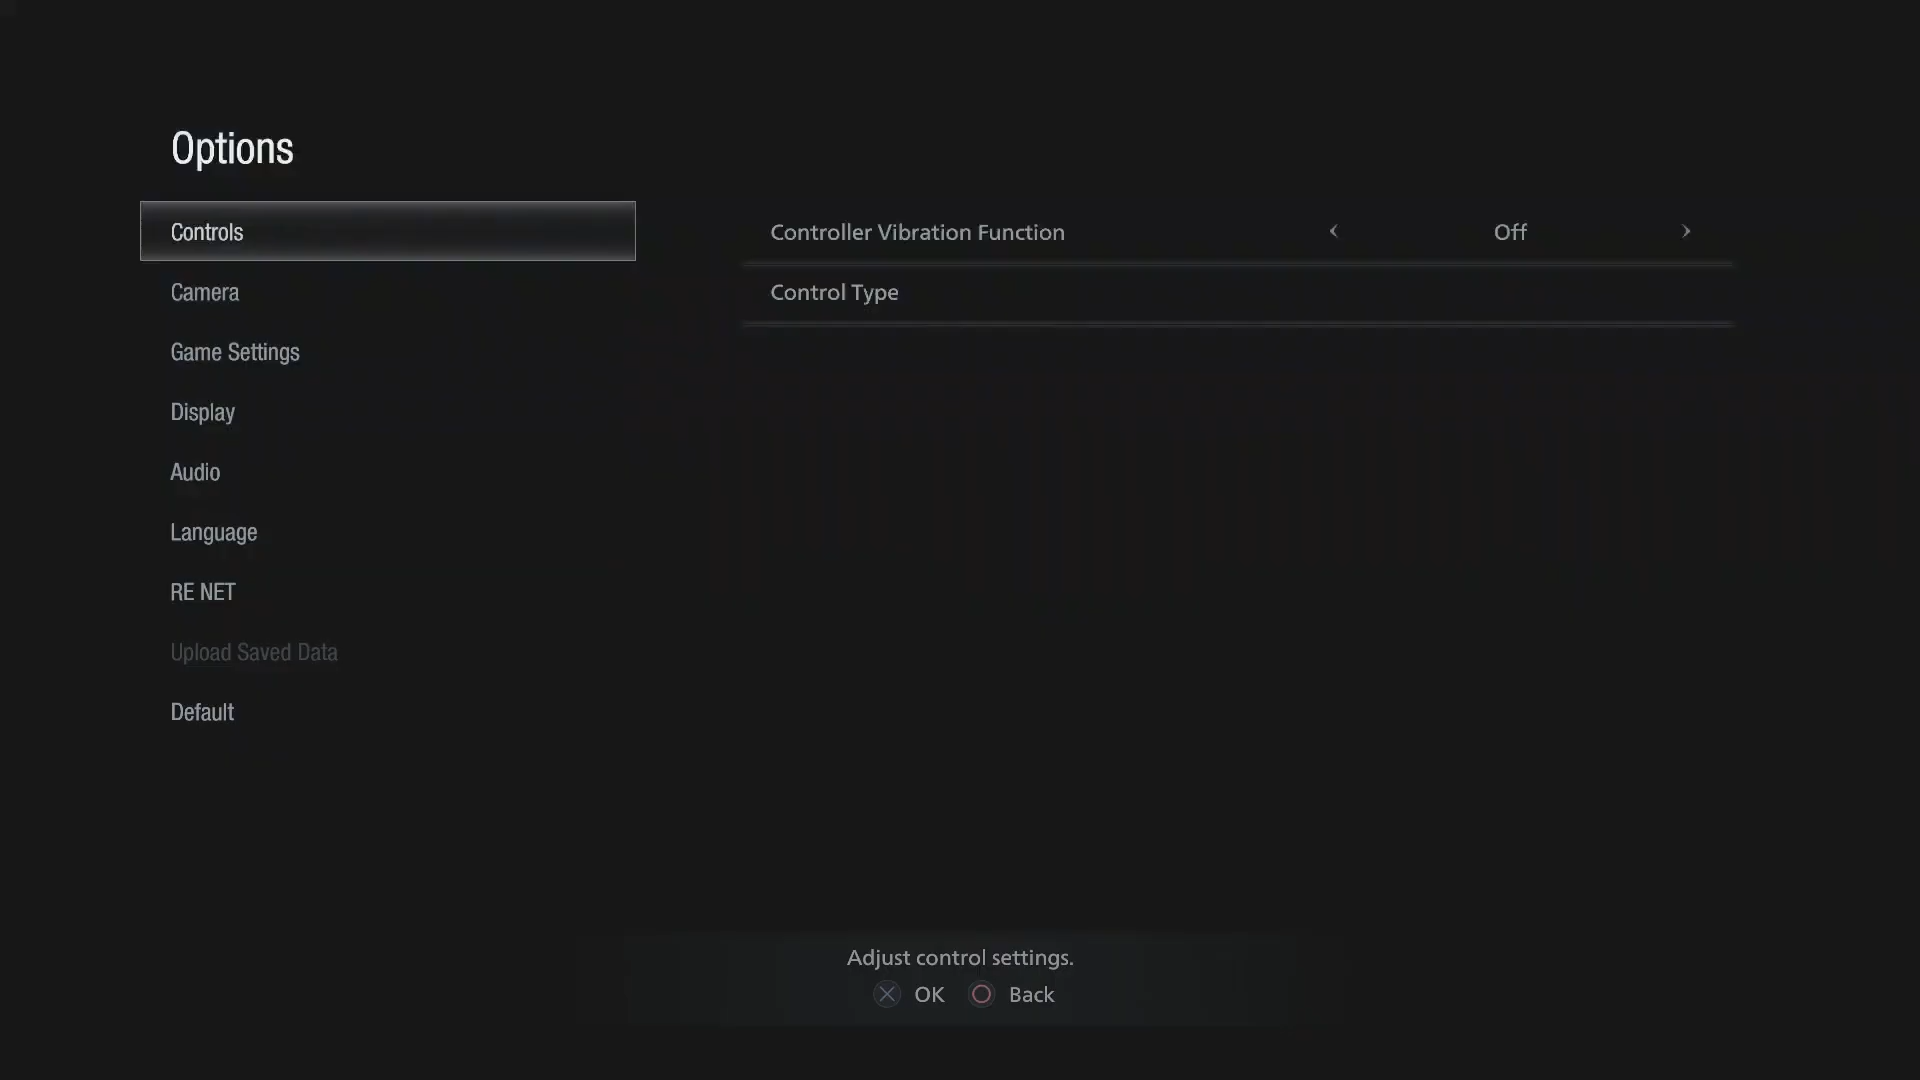 Options
Controls
Controller Vibration Function
Off
Camera
Control Type
Game Settings
Display
Audio
Language
RE NET
Upload Saved Data
Default
Adjust control settings.
OK
Back